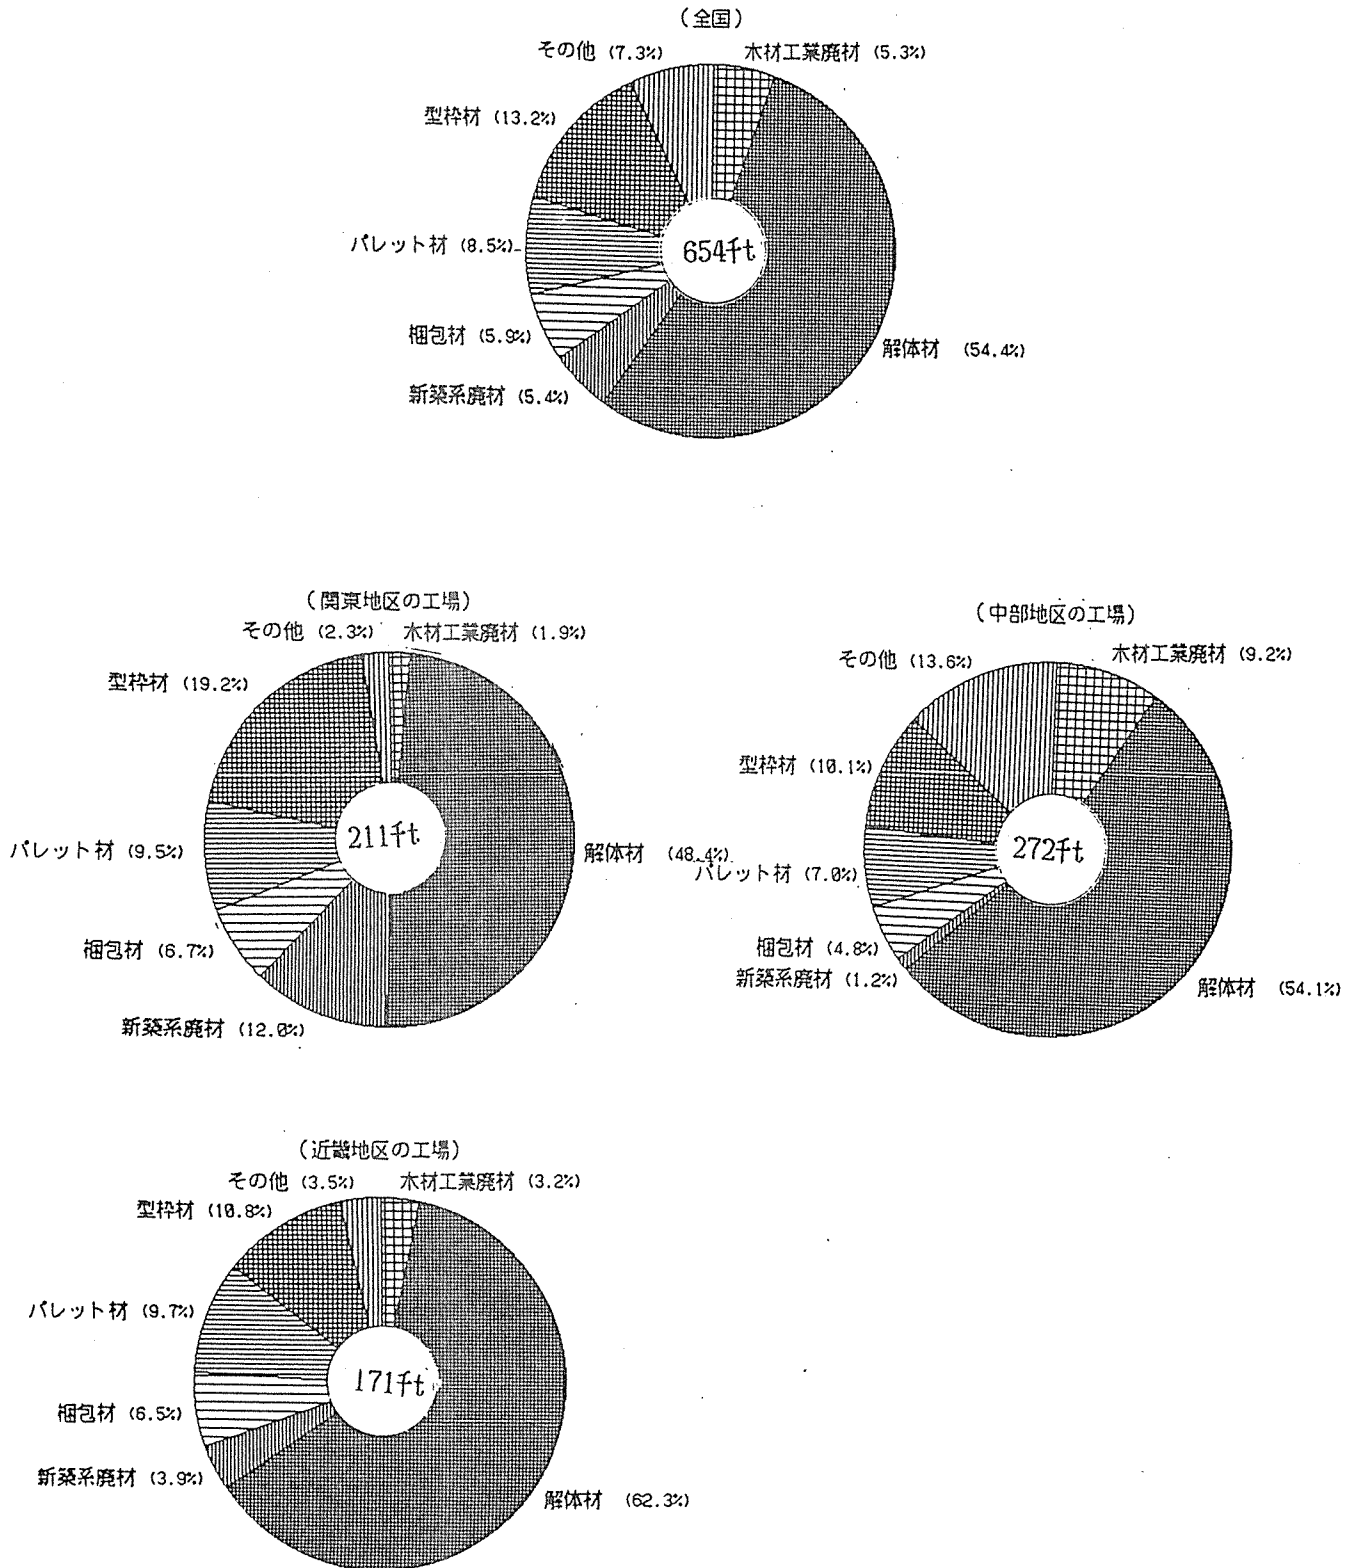 (全国)
その他 (7.3%)
木材工業廃材 (5.3%)
型枠材 (13.2%)
パレット材 (8.5%)
654千t
梱包材 (5.9%)
解体材 (54.4%)
新築系廃材 (5.4%)
(関東地区の工場)
その他 (2.3%)
木材工業廃材 (1.9%)
型枠材 (19.2%)
211千t
パレット材 (9.5%)
解体材 (48.4%)
梱包材 (6.7%)
新築系廃材 (12.0%)
(中部地区の工場)
その他 (13.6%)
木材工業廃材 (9.2%)
型枠材 (10.1%)
272千t
パレット材 (7.0%)
梱包材 (4.8%)
新築系廃材 (1.2%)
解体材 (54.1%)
(近畿地区の工場)
その他 (3.5%)
木材工業廃材 (3.2%)
型枠材 (10.8%)
パレット材 (9.7%)
171千t
梱包材 (6.5%)
新築系廃材 (3.9%)
解体材 (62.3%)